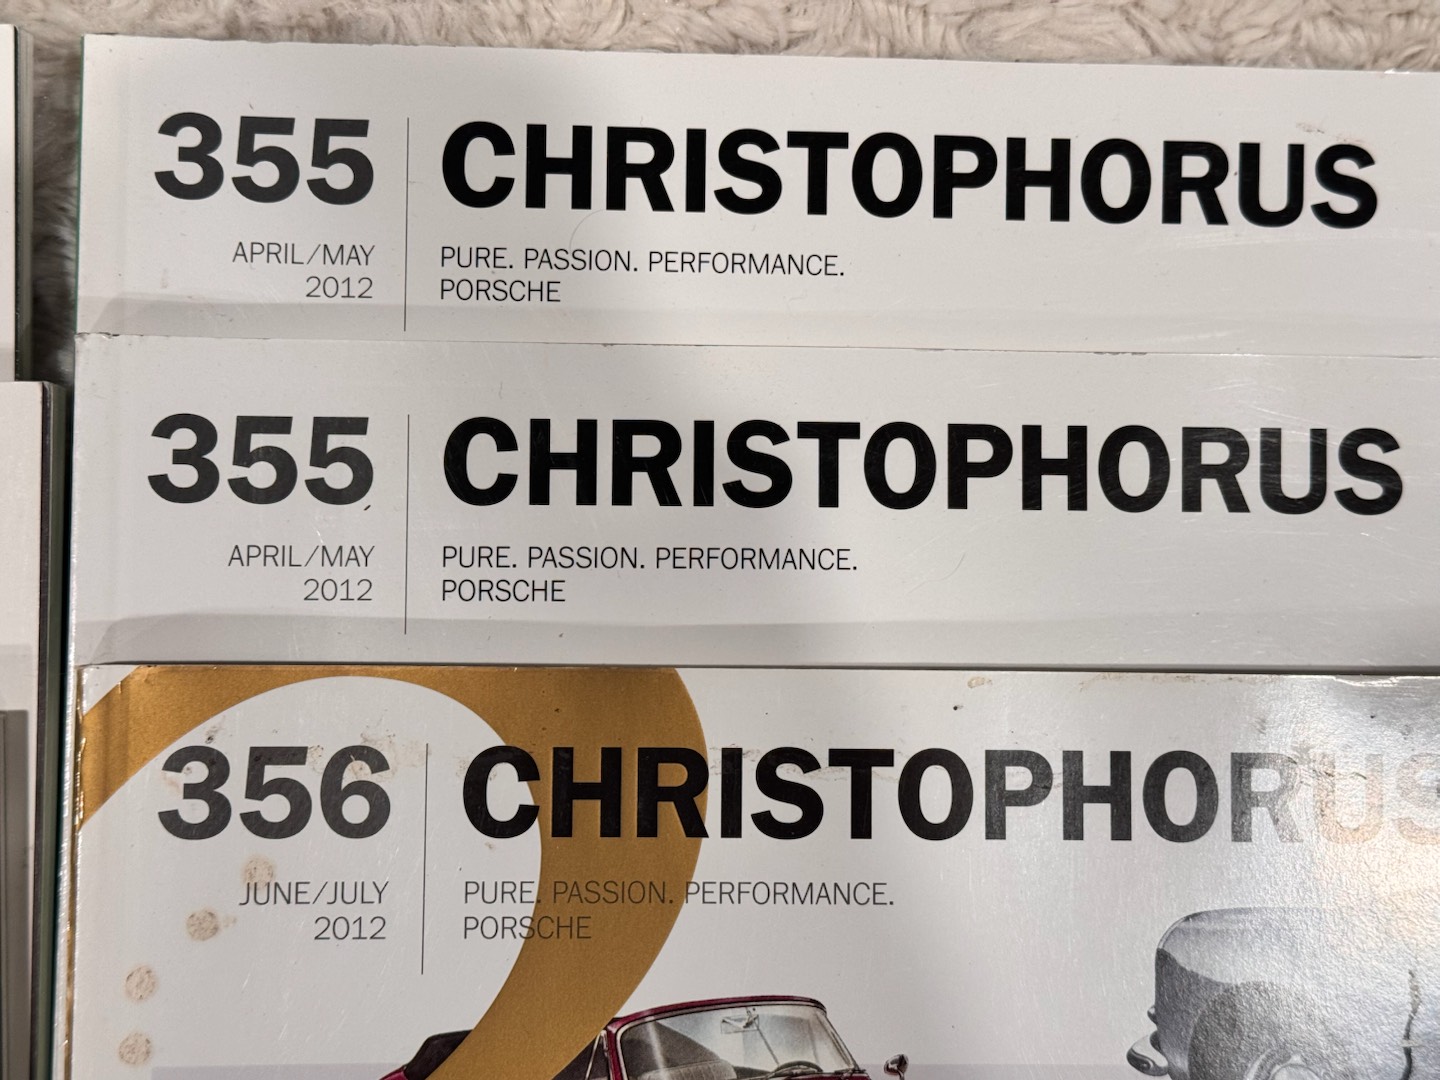 355 CHRISTOPHORUS
APRIL/MAY PURE. PASSION. PERFORMANCE.
2012 PORSCHE
355 CHRISTOPHORUS
APRIL/MAY PURE. PASSION. PERFORMANCE.
2012 PORSCHE
356 CHRISTOPHORUS
JUNE/JULY PURE. PASSION. PERFORMANCE.
2012 PORSCHE